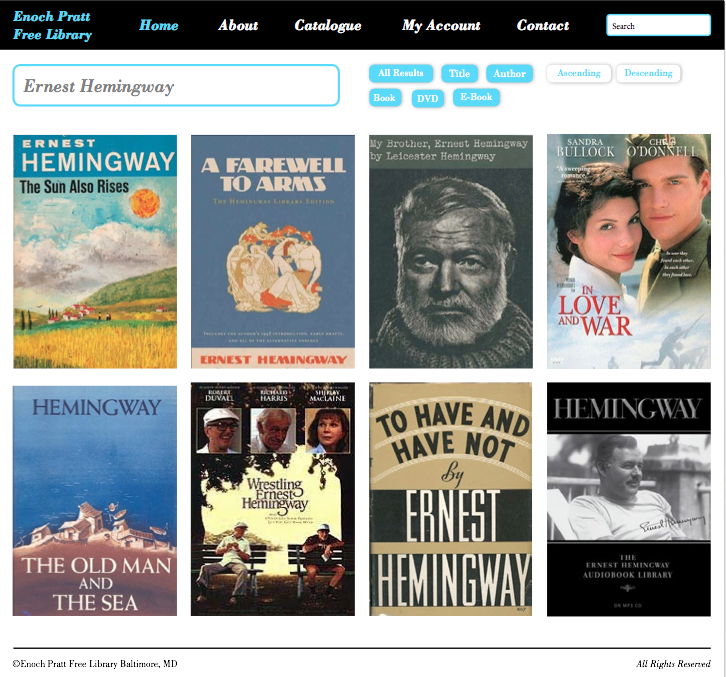 Enoch Pratt
Free Library
Home
About
Catalogue
My Account
Contact
Search
Ernest Hemingway
All Results
Title
Author
Ascending
Descending
Book
DVD
E-Book
ERNEST
HEMINGWAY
The Sun Also Rises
A FAREWELL
TO ARMS
THE HEMINGWAY LIBRARY EDITION
INCLUDES THE AUTHOR'S 1948 INTRODUCTION, EARLY DRAFTS,
AND ALL OF THE ALTERNATIVE ENDINGS
ERNEST HEMINGWAY
My Brother, Ernest Hemingway
by Leicester Hemingway
SANDRA
BULLOCK
CHRIS
O'DONNELL
"A sweeping
romance."
In war they
found each other.
In each other
they found love.
IN
LOVE
AND WAR
HEMINGWAY
THE OLD MAN
AND
THE SEA
ROBERT
DUVALL
RICHARD
HARRIS
SHIRLEY
MacLAINE
Wrestling
Ernest
Hemingway
TO HAVE AND
HAVE NOT
By
ERNEST
HEMINGWAY
HEMINGWAY
Ernest Hemingway
THE
ERNEST HEMINGWAY
AUDIOBOOK LIBRARY
ON MP3 CD
©Enoch Pratt Free Library Baltimore, MD
All Rights Reserved